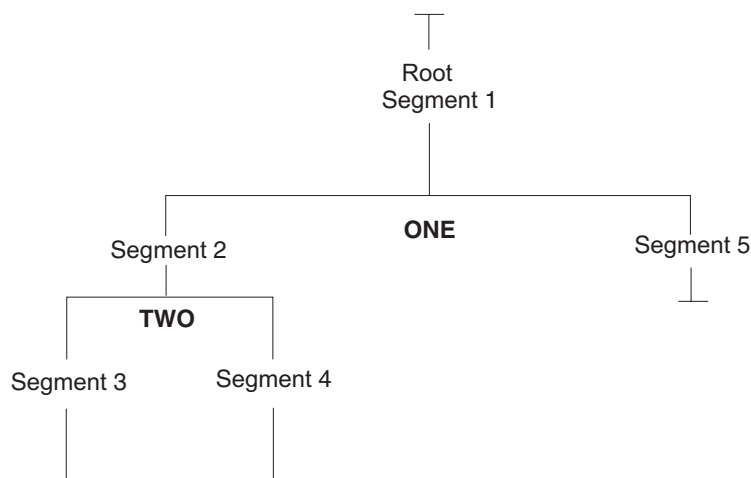 Root
Segment 1
ONE
Segment 2
Segment 5
TWO
Segment 3
Segment 4